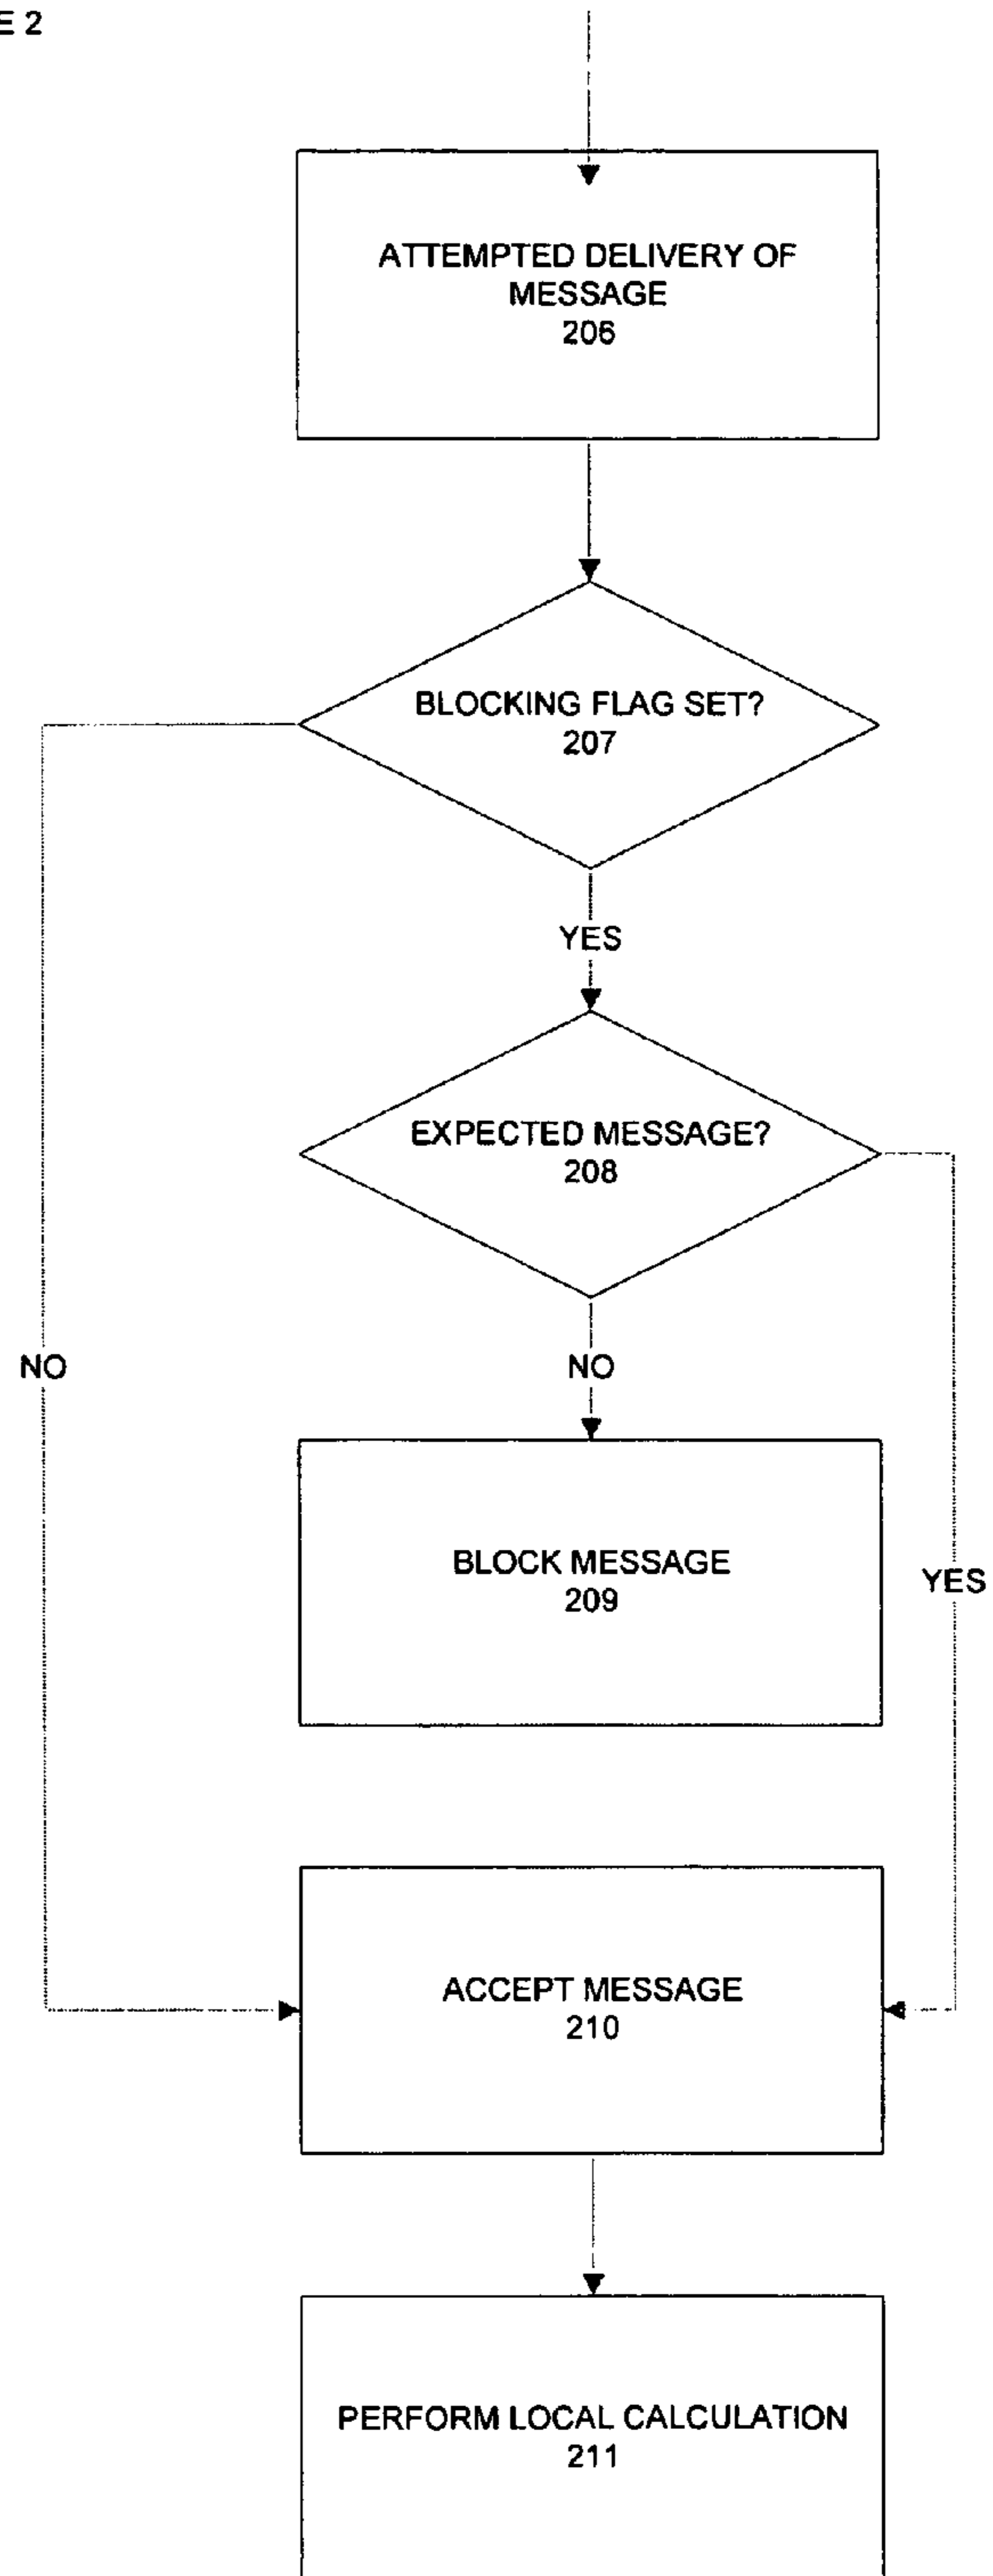 E 2
ATTEMPTED DELIVERY OF
MESSAGE
206
BLOCKING FLAG SET?
207
YES
EXPECTED MESSAGE?
208
NO
NO
BLOCK MESSAGE
209
YES
ACCEPT MESSAGE
210
PERFORM LOCAL CALCULATION
211